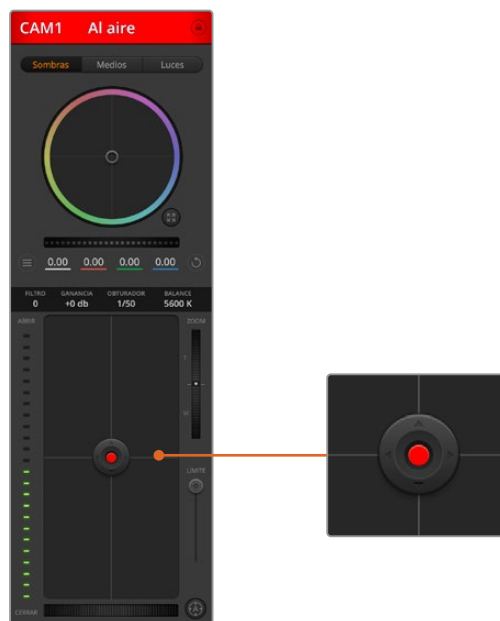 CAM1 Al aire
Sombras Medios Luces
0.00 0.00 0.00 0.00
FILTRO GANANCIA OBTURADOR BALANCE
0 +0 db 1/50 5600 K
ABRIR ZOOM
T
W
LÍMITE
CERRAR
A